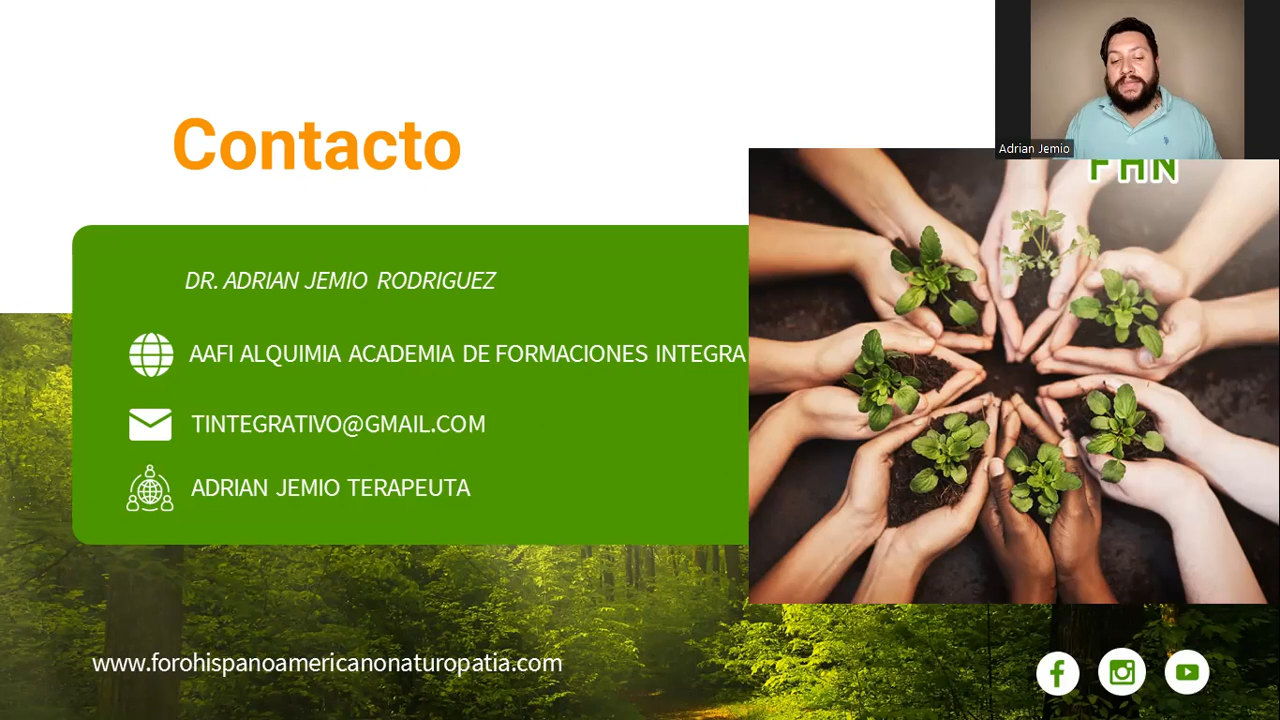 Contacto
Adrian Jemio
FHN
DR. ADRIAN JEMIO RODRIGUEZ
AAFI ALQUIMIA ACADEMIA DE FORMACIONES INTEGRA
TINTEGRATIVO@GMAIL.COM
ADRIAN JEMIO TERAPEUTA
www.forohispanoamericanonaturopatia.com